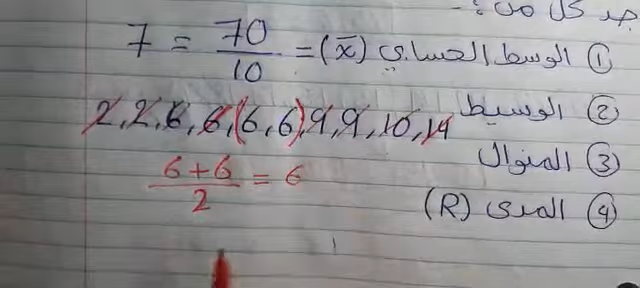 جد كل من :-
① الوسط الحسابي (x̄) = 70/10 = 7
② الوسيط 2, 2, 6, 6, (6, 6), 9, 9, 10, 14
6+6/2 = 6
③ المنوال
④ المدى (R)